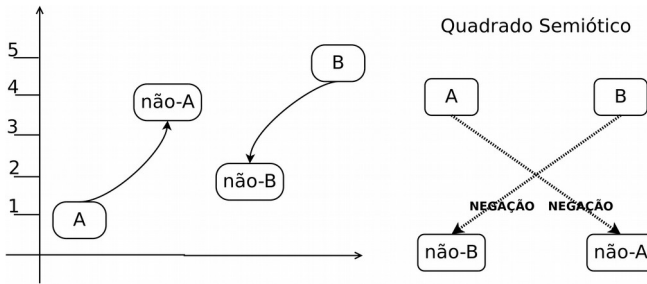 5
4
3
2
1
A
não-A
B
não-B
Quadrado Semiótico
A
B
NEGAÇÃO
NEGAÇÃO
não-B
não-A